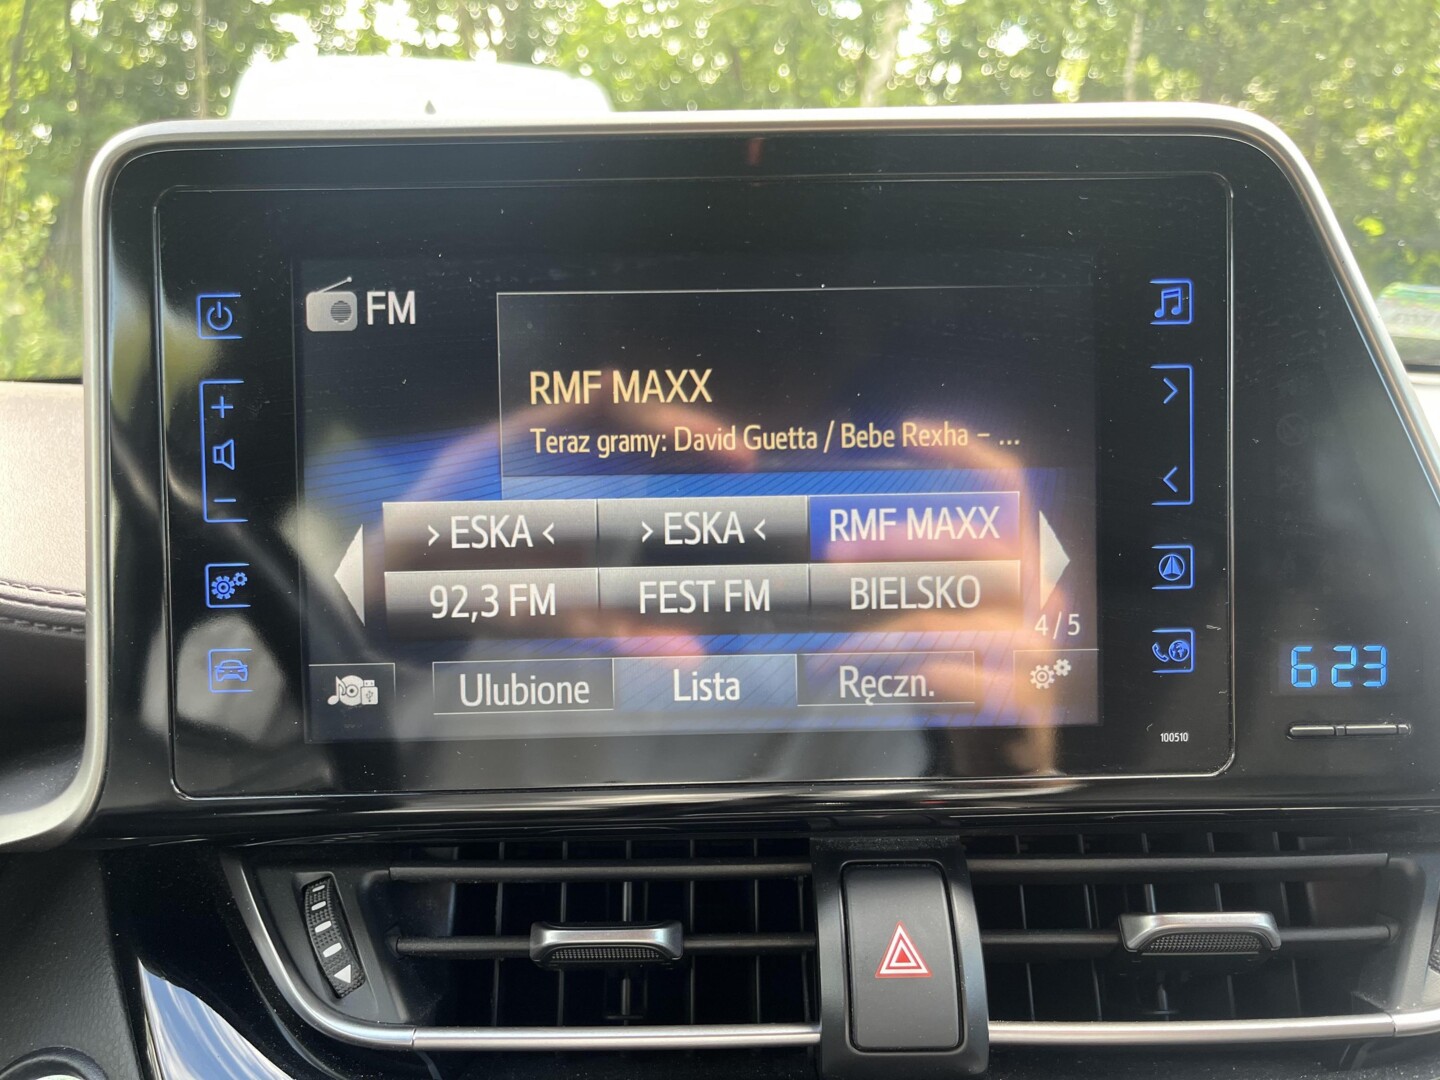 FM
RMF MAXX
Teraz gramy: David Guetta / Bebe Rexha – ...
> ESKA < > ESKA < RMF MAXX
92,3 FM FEST FM BIELSKO
4 / 5
Ulubione Lista Ręczn.
6 23
100510